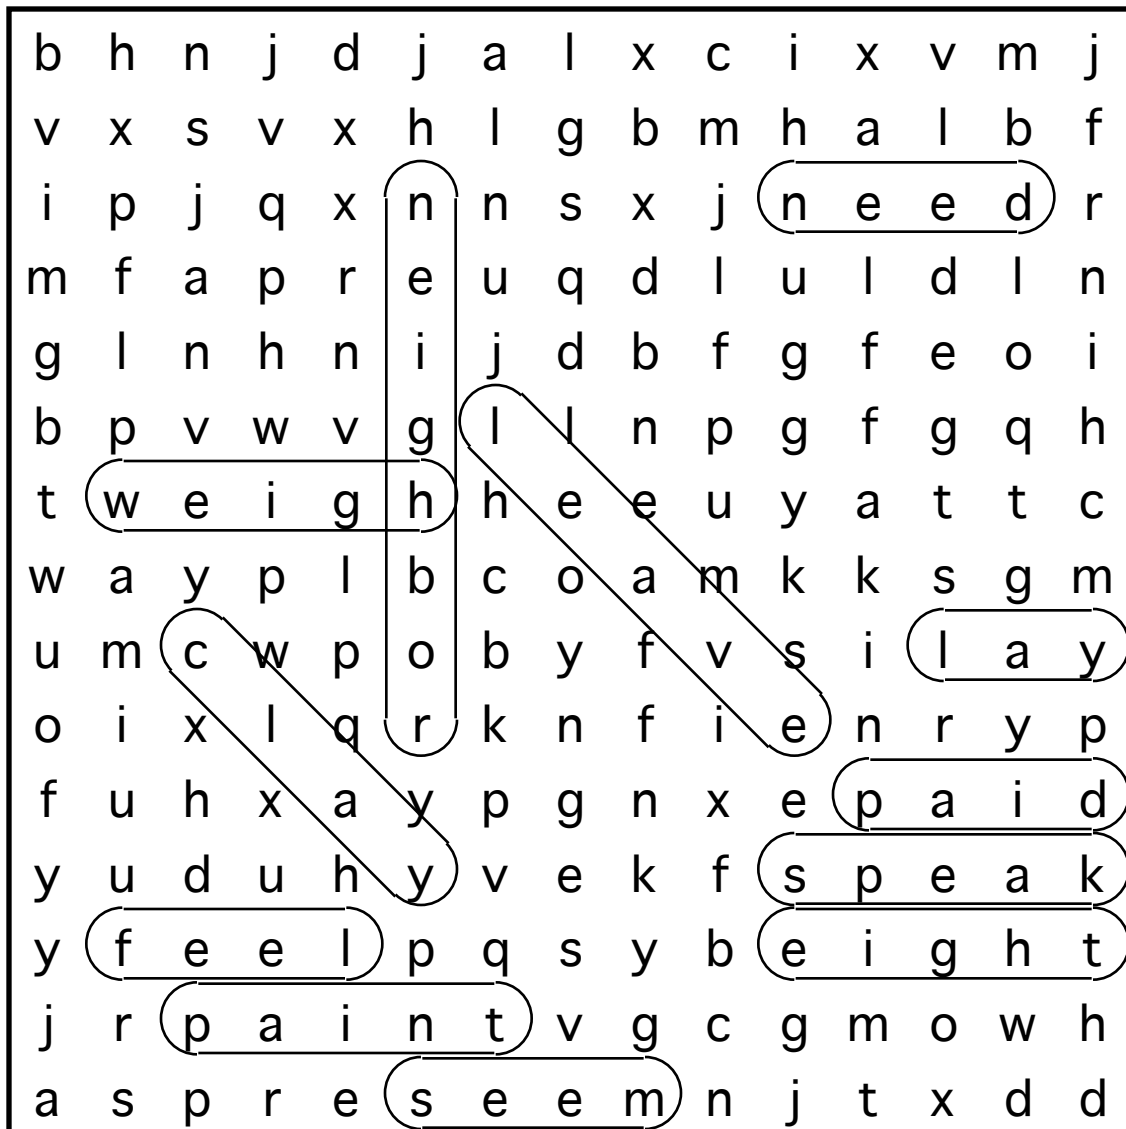 b h n j d j a l x c i x v m j
v x s v x h l g b m h a l b f
i p j q x n n s x j n e e d r
m f a p r e u q d l u l d l n
g l n h n i j d b f g f e o i
b p v w v g l l n p g f g q h
t w e i g h h e e u y a t t c
w a y p l b c o a m k k s g m
u m c w p o b y f v s i l a y
o i x l q r k n f i e n r y p
f u h x a y p g n x e p a i d
y u d u h y v e k f s p e a k
y f e e l p q s y b e i g h t
j r p a i n t v g c g m o w h
a s p r e s e e m n j t x d d